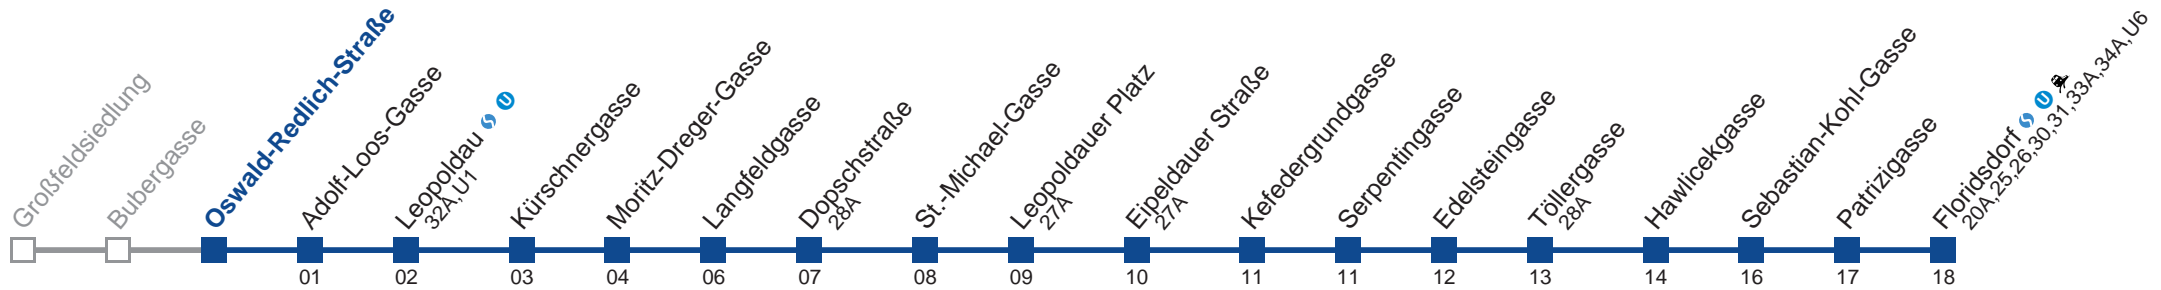 Großfeldsiedlung
Bubergasse
Oswald-Redlich-Straße
Adolf-Loos-Gasse
Leopoldau S U
32A,U1
Kürschnergasse
Moritz-Dreger-Gasse
Langfeldgasse
Dopschstraße
28A
St.-Michael-Gasse
Leopoldauer Platz
27A
Eipeldauer Straße
27A
Kefedergrundgasse
Serpentingasse
Edelsteingasse
Töllergasse
28A
Hawlicekgasse
Sebastian-Kohl-Gasse
Patrizigasse
Floridsdorf S U
20A,25,26,30,31,33A,34A,U6
01 02 03 04 06 07 08 09 10 11 11 12 13 14 16 17 18